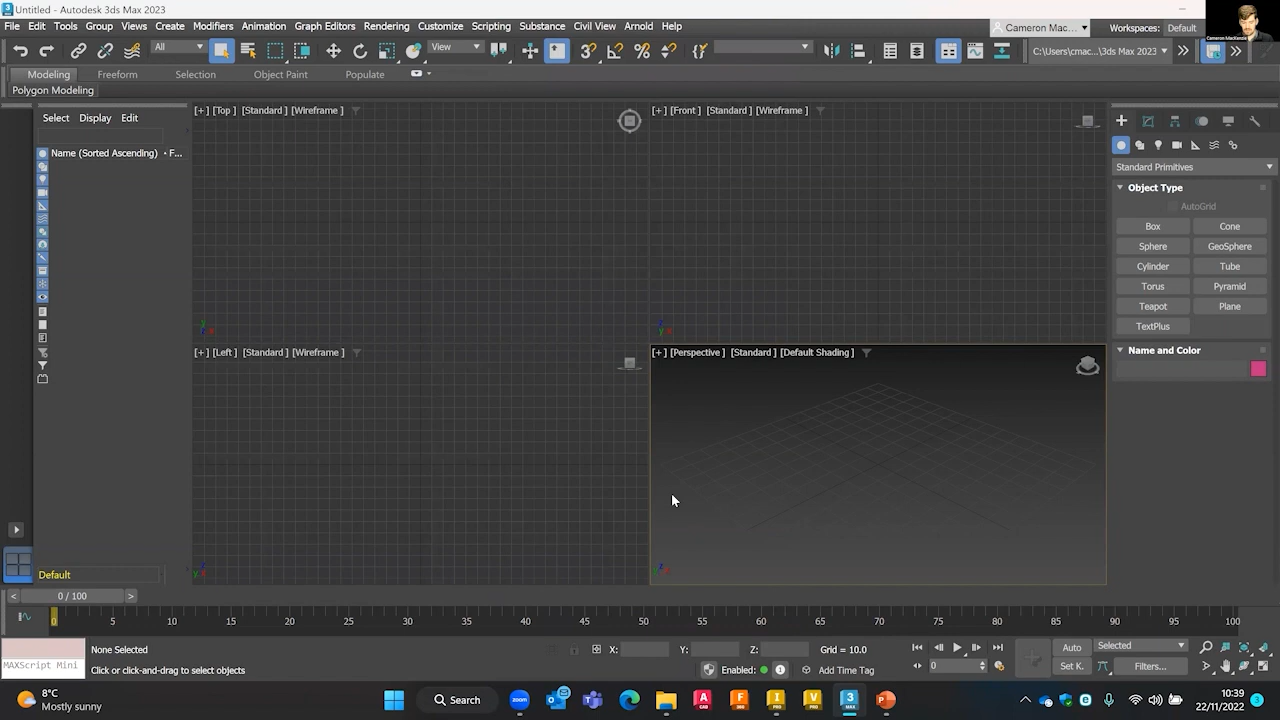 Untitled - Autodesk 3ds Max 2023
File Edit Tools Group Views Create Modifiers Animation Graph Editors Rendering Customize Scripting Substance Civil View Arnold Help
Cameron Mac...
Workspaces: Default
Cameron MacKenzie
All
View
C:\Users\cmac...\3ds Max 2023
Modeling Freeform Selection Object Paint Populate
Polygon Modeling
Select Display Edit
Name (Sorted Ascending) F...
[+] [Top] [Standard] [Wireframe]
[+] [Front] [Standard] [Wireframe]
[+] [Left] [Standard] [Wireframe]
[+] [Perspective] [Standard] [Default Shading]
Standard Primitives
Object Type
AutoGrid
Box Cone
Sphere GeoSphere
Cylinder Tube
Torus Pyramid
Teapot Plane
TextPlus
Name and Color
Default
< 0 / 100 >
0 5 10 15 20 25 30 35 40 45 50 55 60 65 70 75 80 85 90 95 100
None Selected
X: Y: Z: Grid = 10.0
Auto Selected
MAXScript Mini
Click or click-and-drag to select objects
Enabled:
Add Time Tag
0
Set K. Filters...
8°C
Mostly sunny
Search
zoom
10:39
22/11/2022
3